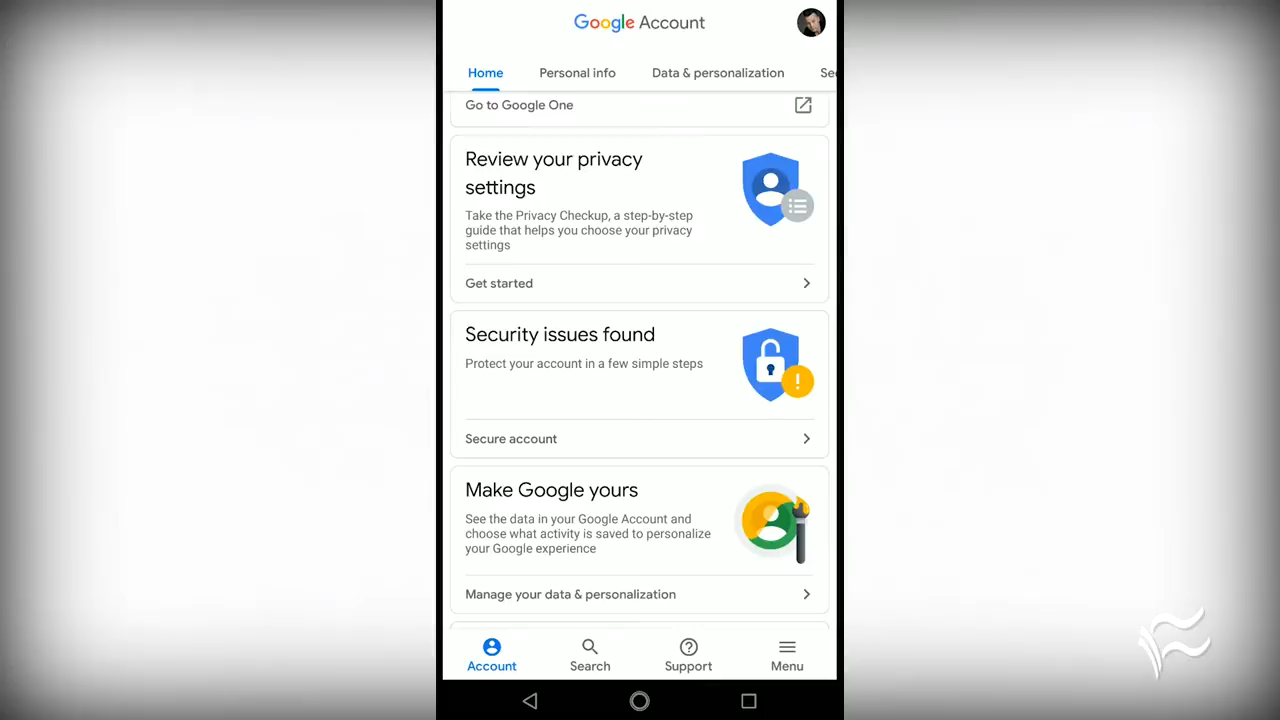 Google Account
Home Personal info Data & personalization Sec
Go to Google One
Review your privacy
settings
Take the Privacy Checkup, a step-by-step
guide that helps you choose your privacy
settings
Get started
Security issues found
Protect your account in a few simple steps
Secure account
Make Google yours
See the data in your Google Account and
choose what activity is saved to personalize
your Google experience
Manage your data & personalization
Account Search Support Menu